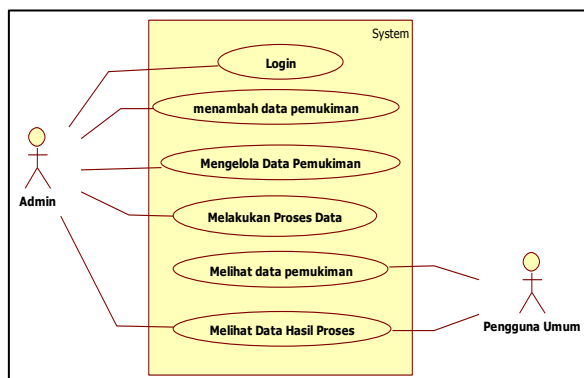 System
Login
menambah data pemukiman
Mengelola Data Pemukiman
Admin
Melakukan Proses Data
Melihat data pemukiman
Melihat Data Hasil Proses
Pengguna Umum